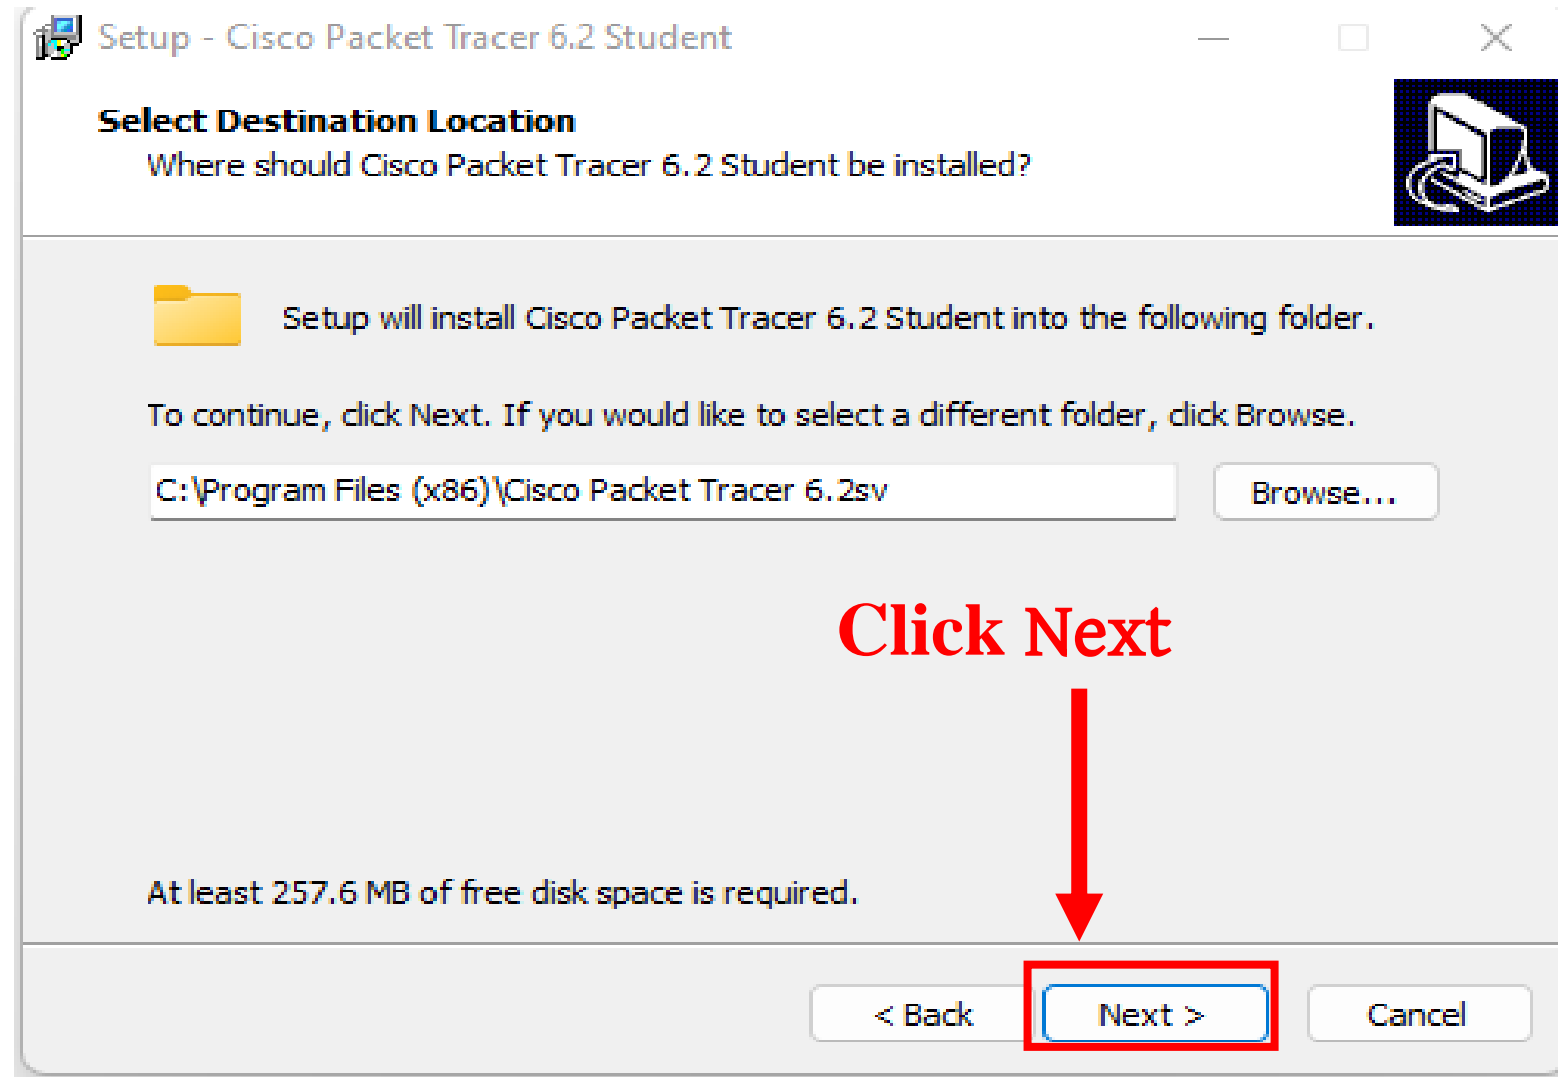 Setup - Cisco Packet Tracer 6.2 Student
Select Destination Location
Where should Cisco Packet Tracer 6.2 Student be installed?
Setup will install Cisco Packet Tracer 6.2 Student into the following folder.
To continue, click Next. If you would like to select a different folder, click Browse.
C:\Program Files (x86)\Cisco Packet Tracer 6.2sv
Browse...
Click Next
At least 257.6 MB of free disk space is required.
< Back Next > Cancel